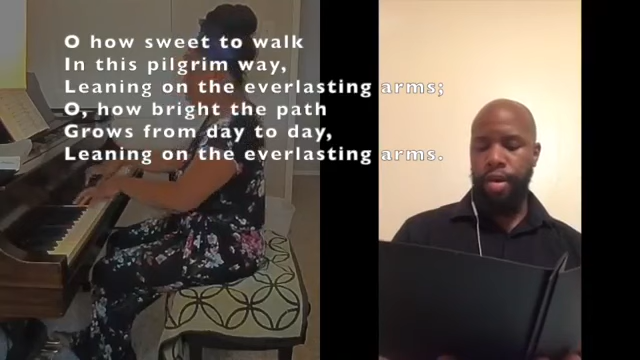 O how sweet to walk
In this pilgrim way,
Leaning on the everlasting arms;
O, how bright the path
Grows from day to day,
Leaning on the everlasting arms.